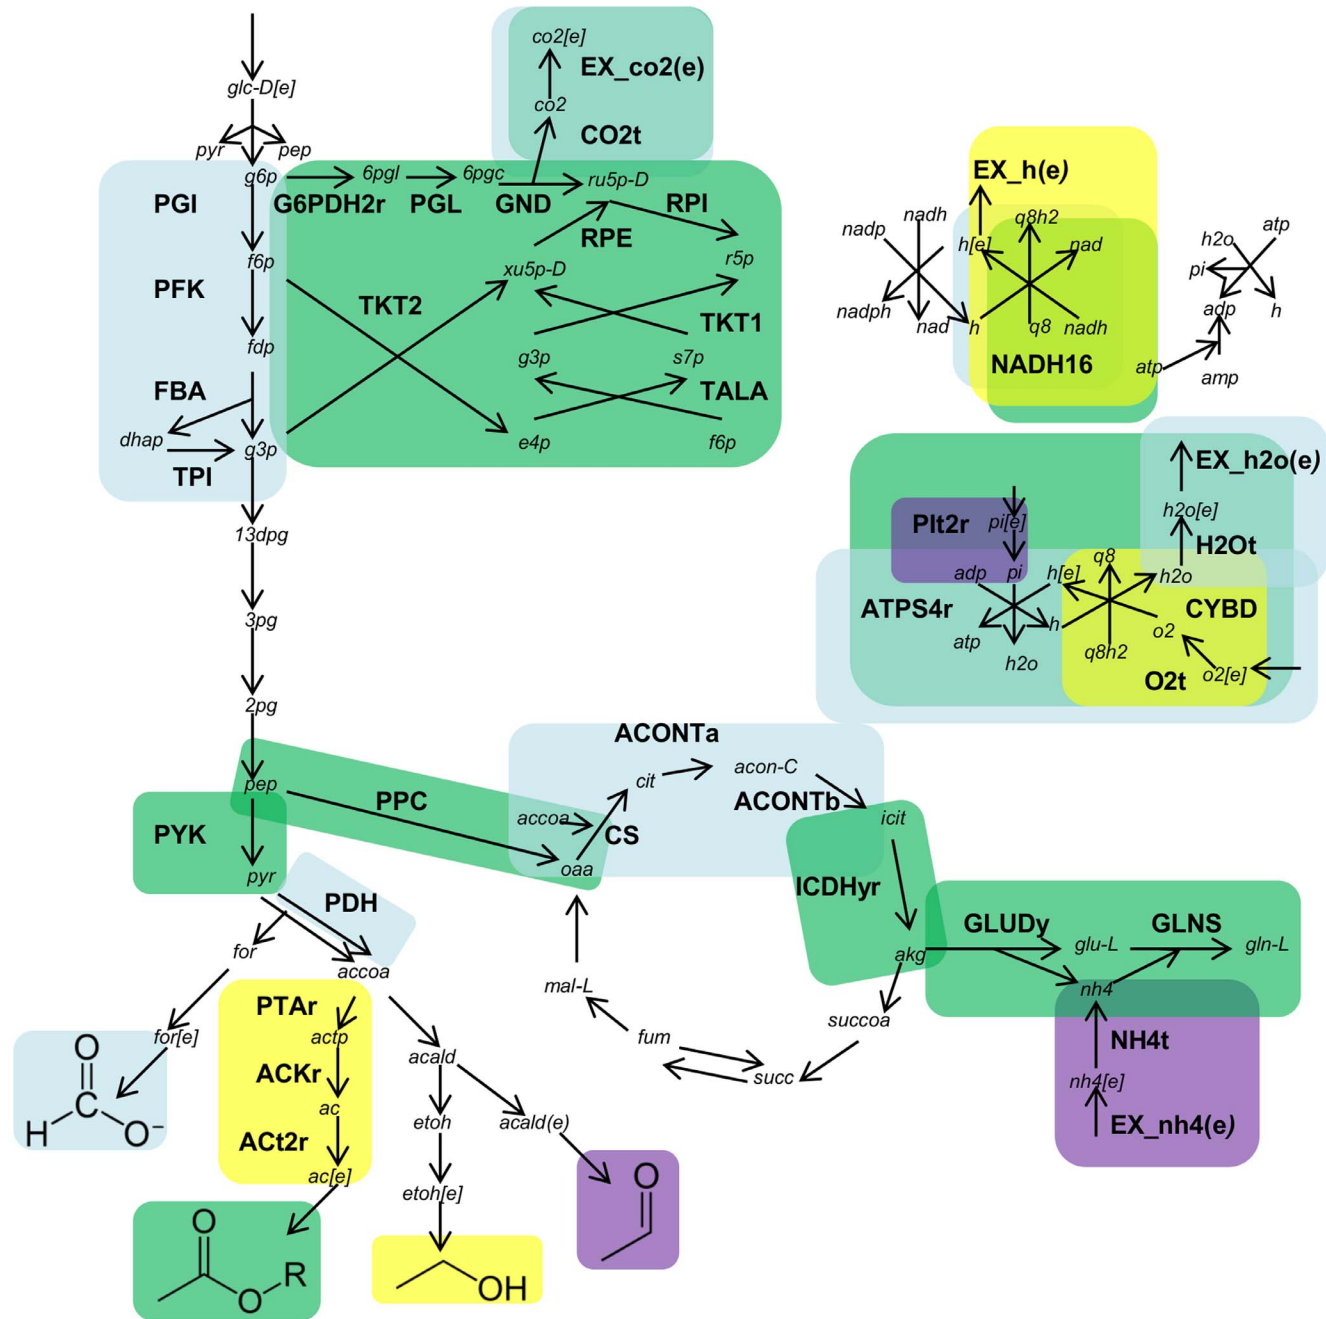 co2[e]
EX_co2(e)
co2
CO2t
glc-D[e]
pyr
pep
g6p
6pgl
6pgc
ru5p-D
PGI
G6PDH2r
PGL
GND
RPI
RPE
f6p
xu5p-D
r5p
PFK
TKT2
TKT1
fdp
g3p
s7p
FBA
TALA
dhap
g3p
e4p
f6p
TPI
13dpg
3pg
2pg
EX_h(e)
nadp
nadh
h[e]
q8h2
nad
nadph
nad
h
q8
nadh
NADH16
h2o
atp
pi
adp
h
atp
amp
EX_h2o(e)
PIt2r
pi[e]
h2o[e]
H2Ot
adp
pi
h[e]
q8
h2o
ATPS4r
CYBD
atp
h
h2o
q8h2
o2
O2t
o2[e]
pep
PPC
PYK
pyr
ACONTa
cit
acon-C
ACONTb
accoa
CS
icit
oaa
PDH
ICDHyr
GLUDy
GLNS
for
accoa
akg
glu-L
gln-L
mal-L
nh4
PTAr
for[e]
actp
acald
fum
succoa
NH4t
ACKr
succ
nh4[e]
ac
etoh
acald(e)
EX_nh4(e)
ACt2r
ac[e]
etoh[e]
O
H
C
O−
O
O
R
OH
O